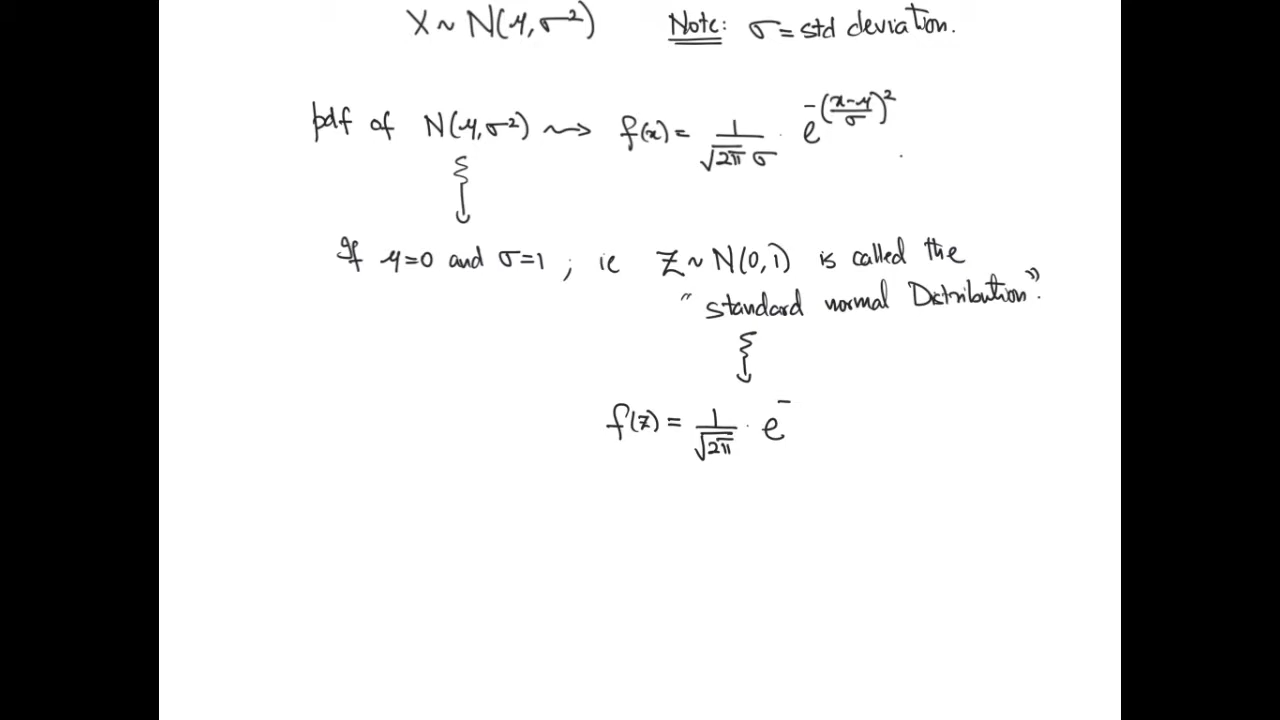 X ~ N(μ, σ²) Note: σ = std deviation.
pdf of N(μ, σ²) ⇝ f(x) = 1/(√2π σ) · e^-((x-μ)/σ)²
If μ=0 and σ=1 ; ie Z ~ N(0,1) is called the
"standard normal Distribution".
f(z) = 1/√2π · e^-